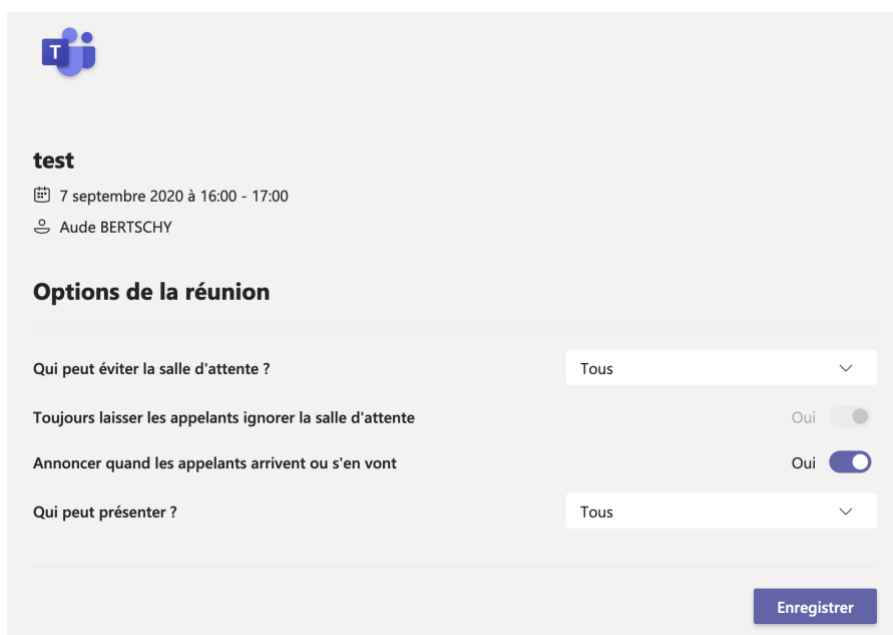 T
test
7 septembre 2020 à 16:00 - 17:00
Aude BERTSCHY
Options de la réunion
Qui peut éviter la salle d'attente ? Tous
Toujours laisser les appelants ignorer la salle d'attente Oui
Annoncer quand les appelants arrivent ou s'en vont Oui
Qui peut présenter ? Tous
Enregistrer